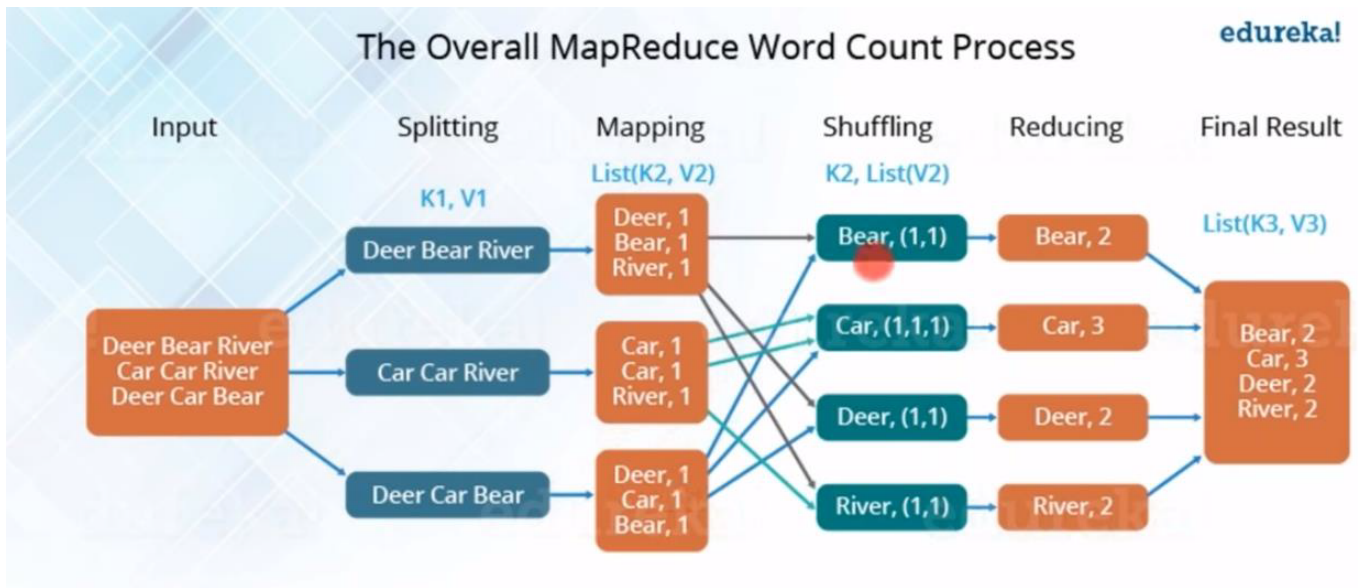 The Overall MapReduce Word Count Process
edureka!
Input
Splitting
Mapping
Shuffling
Reducing
Final Result
K1, V1
List(K2, V2)
K2, List(V2)
List(K3, V3)
Deer Bear River
Car Car River
Deer Car Bear
Deer Bear River
Car Car River
Deer Car Bear
Deer, 1
Bear, 1
River, 1
Car, 1
Car, 1
River, 1
Deer, 1
Car, 1
Bear, 1
Bear, (1,1)
Car, (1,1,1)
Deer, (1,1)
River, (1,1)
Bear, 2
Car, 3
Deer, 2
River, 2
Bear, 2
Car, 3
Deer, 2
River, 2